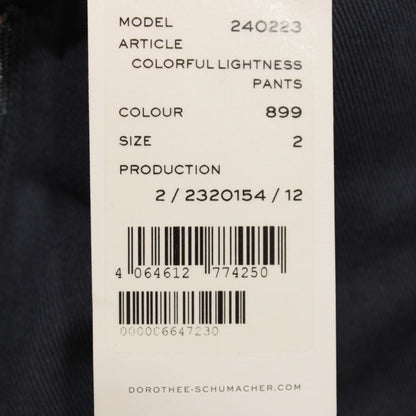 MODEL 240223
ARTICLE
COLORFUL LIGHTNESS
PANTS
COLOUR 899
SIZE 2
PRODUCTION
2 / 2320154 / 12
4 064612 774250
000006647230
DOROTHEE-SCHUMACHER.COM